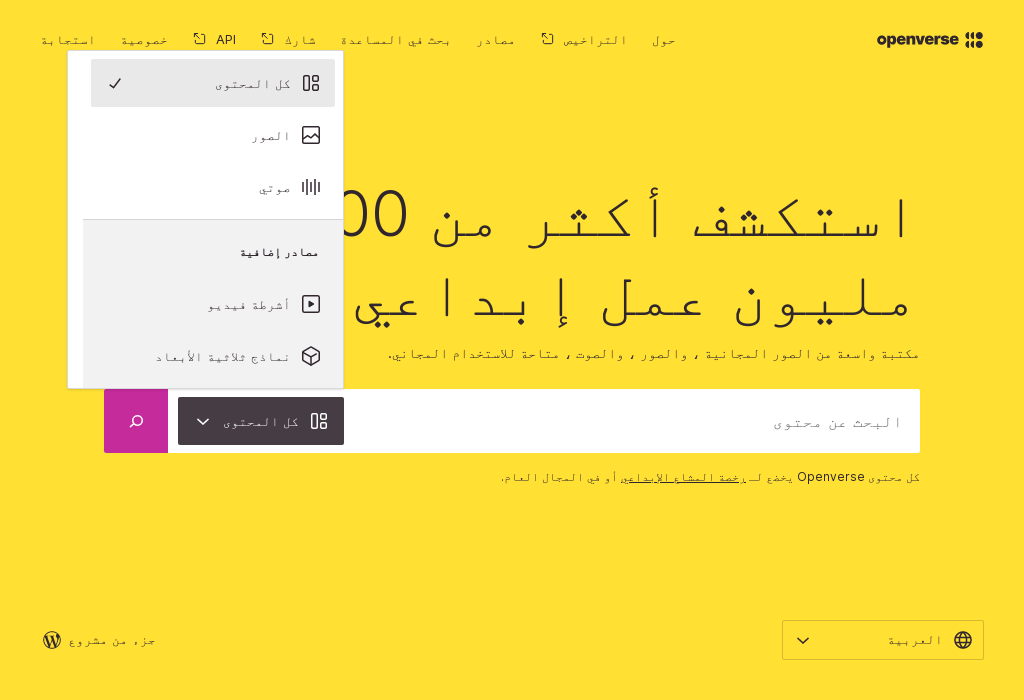 openverse
حول
التراخيص
مصادر
بحث في المساعدة
شارك
API
خصوصية
استجابة
كل المحتوى
الصور
صوتي
مصادر إضافية
أشرطة فيديو
نماذج ثلاثية الأبعاد
استكشف أكثر من 00
مليون عمل إبداعي
مكتبة واسعة من الصور المجانية ، والصور ، والصوت ، متاحة للاستخدام المجاني.
البحث عن محتوى
كل المحتوى
كل محتوى Openverse يخضع لـ رخصة المشاع الإبداعي أو في المجال العام.
العربية
جزء من مشروع